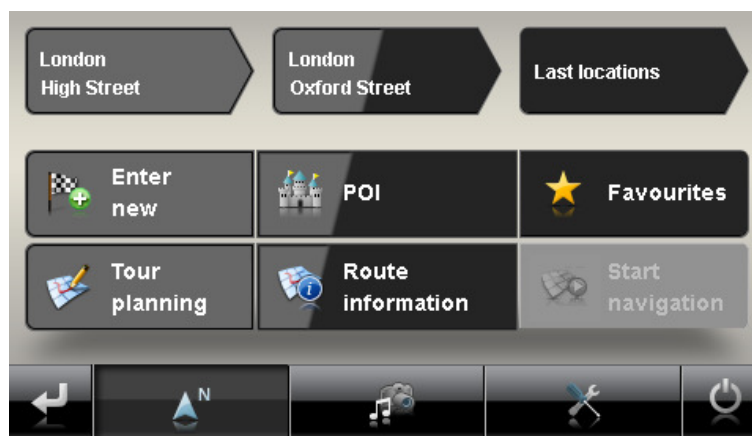 London
High Street
London
Oxford Street
Last locations
Enter
new
POI
Favourites
Tour
planning
Route
information
Start
navigation
N